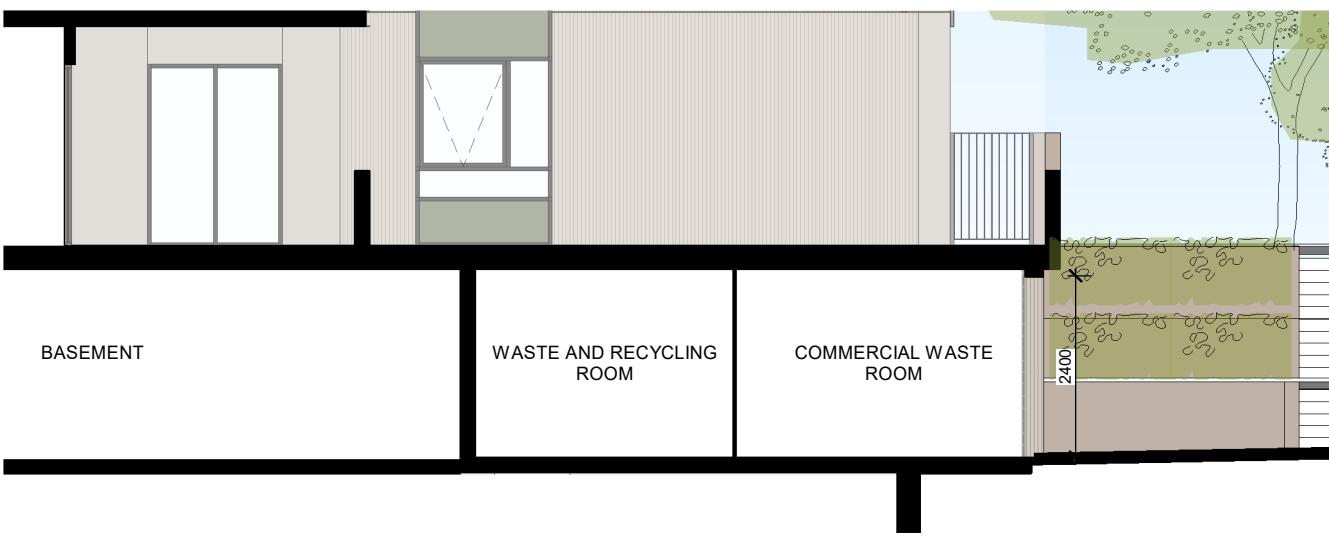 BASEMENT
WASTE AND RECYCLING
ROOM
COMMERCIAL WASTE
ROOM
2400